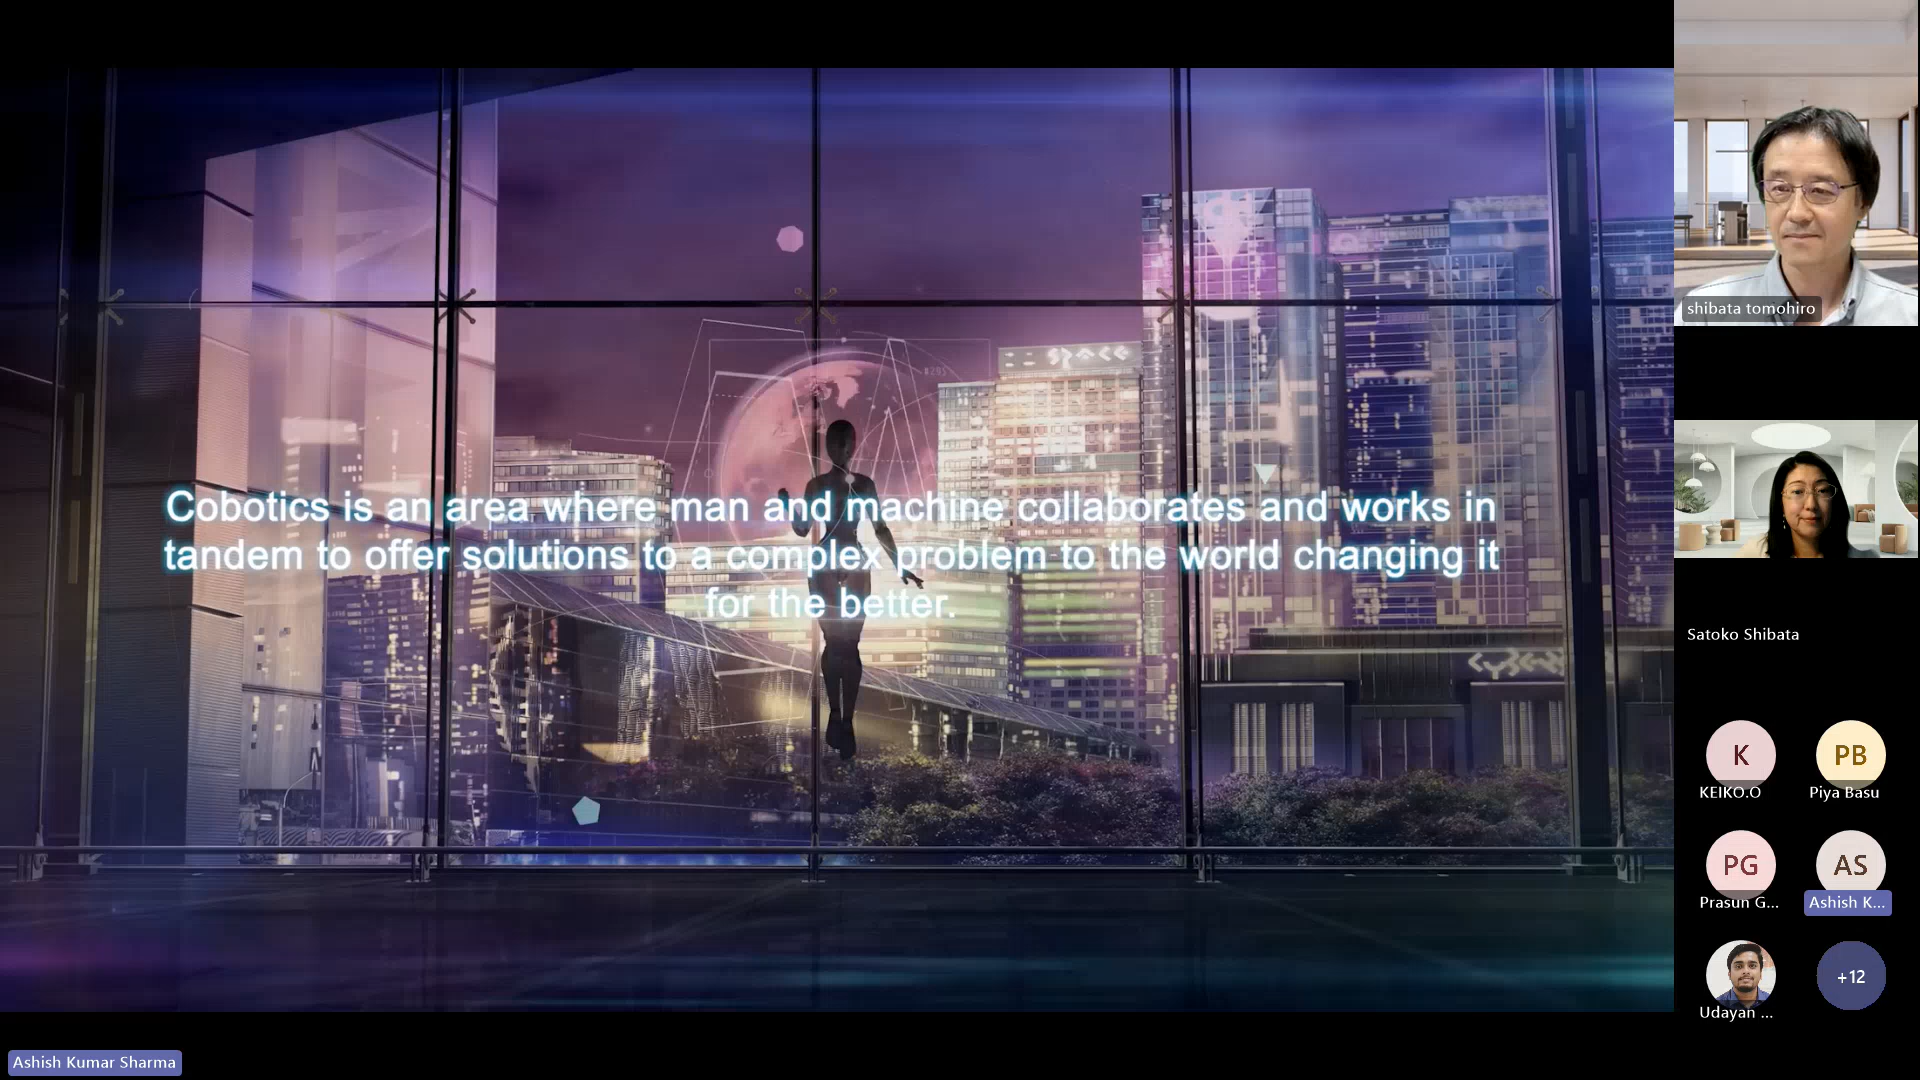 Cobotics is an area where man and machine collaborates and works in
tandem to offer solutions to a complex problem to the world changing it
for the better.
#295
shibata tomohiro
Satoko Shibata
K
KEIKO.O
PB
Piya Basu
PG
Prasun G...
AS
Ashish K...
Udayan ...
+12
Ashish Kumar Sharma